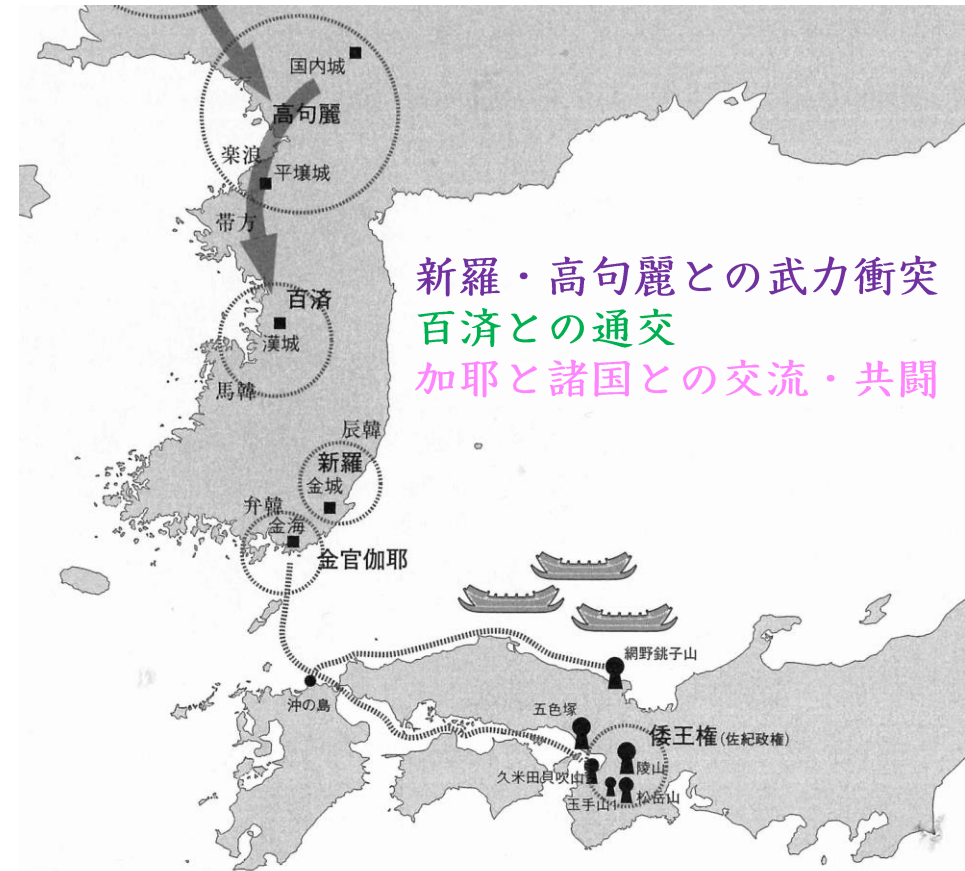 国内城
高句麗
楽浪
平壌城
帯方
新羅・高句麗との武力衝突
百済との通交
加耶と諸国との交流・共闘
百済
漢城
馬韓
辰韓
新羅
金城
弁韓
金海
金官伽耶
網野銚子山
沖の島
五色塚
倭王権(佐紀政権)
陵山
久米田貝吹山
玉手山1
松岳山